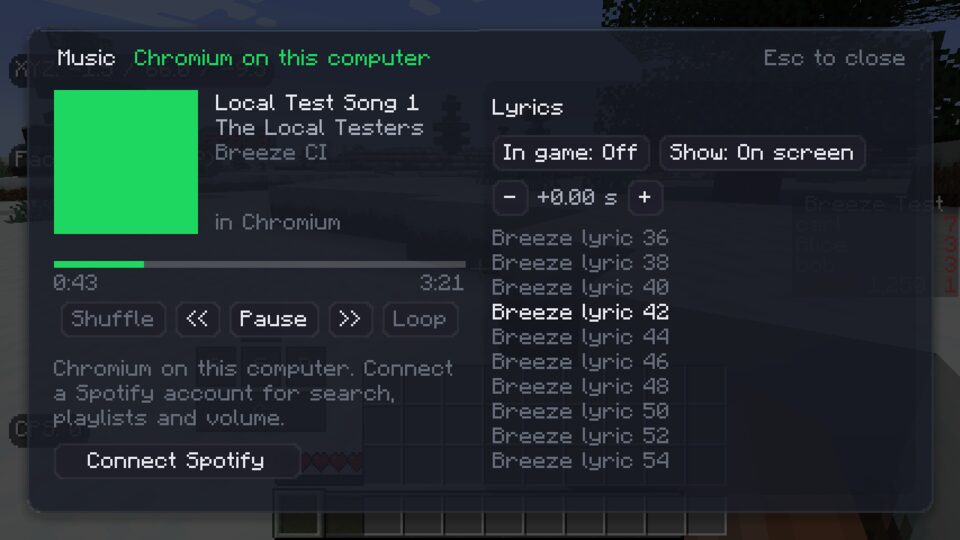 Music Chromium on this computer
Esc to close
Local Test Song 1
The Local Testers
Breeze CI
in Chromium
0:43
3:21
Shuffle
<<
Pause
>>
Loop
Chromium on this computer. Connect
a Spotify account for search,
playlists and volume.
Connect Spotify
Lyrics
In game: Off
Show: On screen
-
+0.00 s
+
Breeze lyric 36
Breeze lyric 38
Breeze lyric 40
Breeze lyric 42
Breeze lyric 44
Breeze lyric 46
Breeze lyric 48
Breeze lyric 50
Breeze lyric 52
Breeze lyric 54
Breeze Test
Alice
bob